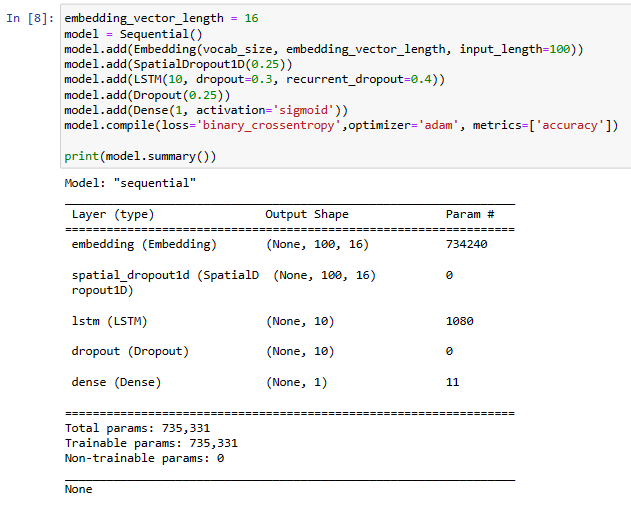 In [8]: embedding_vector_length = 16
model = Sequential()
model.add(Embedding(vocab_size, embedding_vector_length, input_length=100))
model.add(SpatialDropout1D(0.25))
model.add(LSTM(10, dropout=0.3, recurrent_dropout=0.4))
model.add(Dropout(0.25))
model.add(Dense(1, activation='sigmoid'))
model.compile(loss='binary_crossentropy',optimizer='adam', metrics=['accuracy'])
print(model.summary())
Model: "sequential"
_________________________________________________________________
Layer (type) Output Shape Param #
=================================================================
embedding (Embedding) (None, 100, 16) 734240
spatial_dropout1d (SpatialD (None, 100, 16) 0
ropout1D)
lstm (LSTM) (None, 10) 1080
dropout (Dropout) (None, 10) 0
dense (Dense) (None, 1) 11
=================================================================
Total params: 735,331
Trainable params: 735,331
Non-trainable params: 0
_________________________________________________________________
None